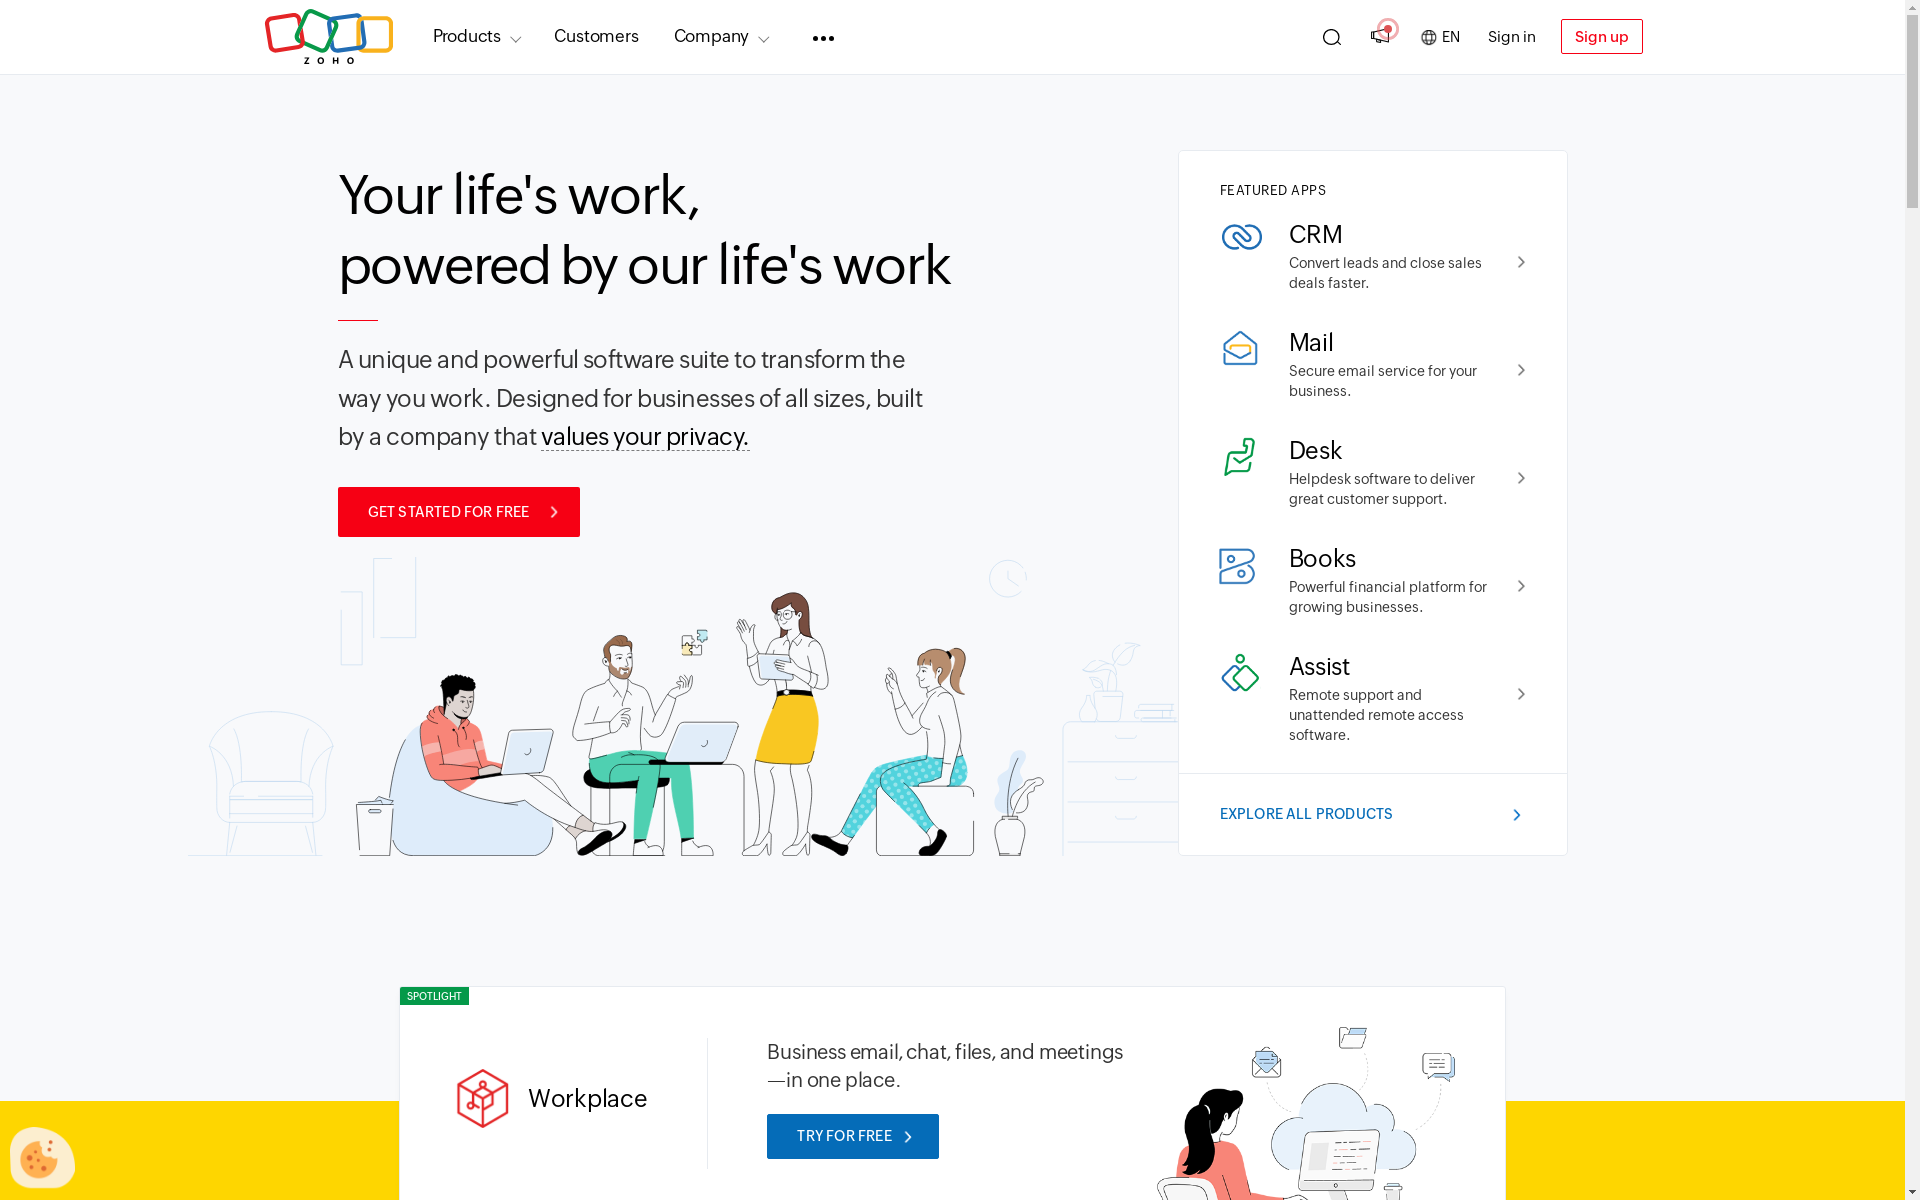 ZOHO
Products
Customers
Company
EN
Sign in
Sign up
Your life's work,
powered by our life's work
A unique and powerful software suite to transform the
way you work. Designed for businesses of all sizes, built
by a company that values your privacy.
GET STARTED FOR FREE
FEATURED APPS
CRM
Convert leads and close sales
deals faster.
Mail
Secure email service for your
business.
Desk
Helpdesk software to deliver
great customer support.
Books
Powerful financial platform for
growing businesses.
Assist
Remote support and
unattended remote access
software.
EXPLORE ALL PRODUCTS
SPOTLIGHT
Workplace
Business email, chat, files, and meetings
—in one place.
TRY FOR FREE